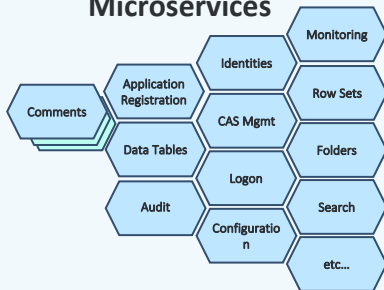 Microservices
Monitoring
Identities
Application
Registration
Row Sets
Comments
CAS Mgmt
Data Tables
Folders
Logon
Audit
Search
Configuratio
n
etc...